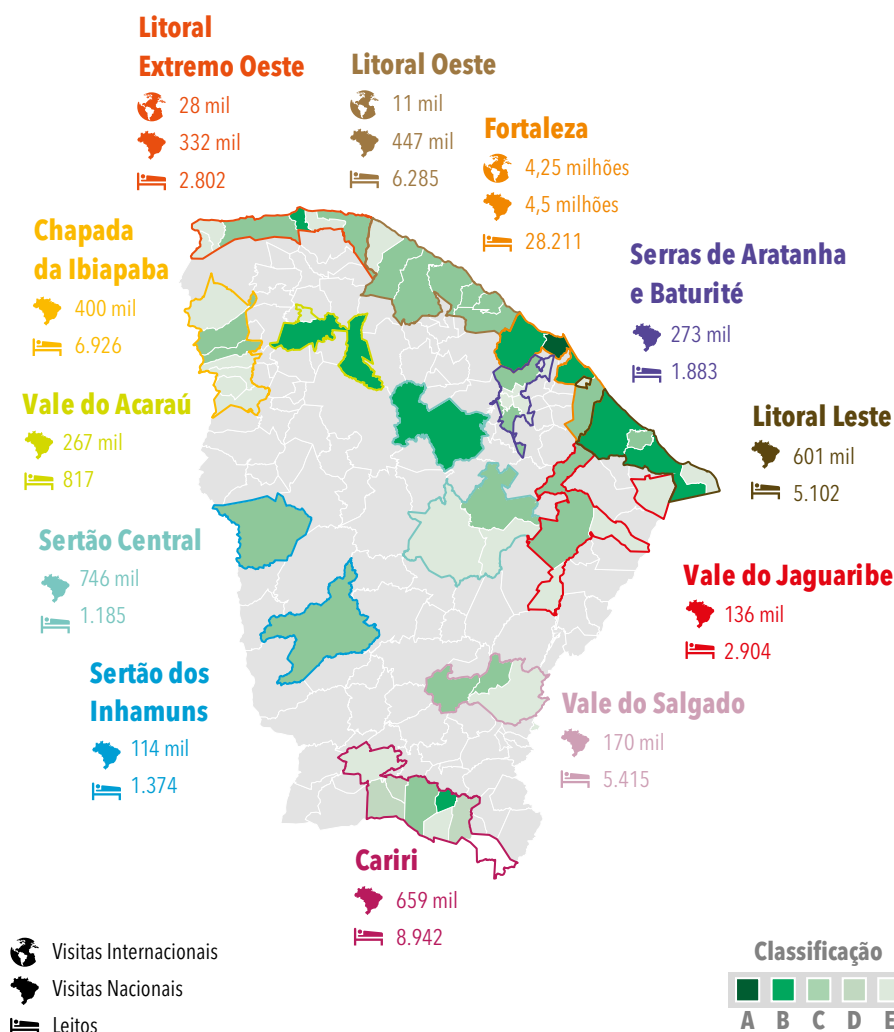 Litoral
Extremo Oeste
28 mil
332 mil
2.802
Litoral Oeste
11 mil
447 mil
6.285
Fortaleza
4,25 milhões
4,5 milhões
28.211
Chapada
da Ibiapaba
400 mil
6.926
Serras de Aratanha
e Baturité
273 mil
1.883
Vale do Acaraú
267 mil
817
Litoral Leste
601 mil
5.102
Sertão Central
746 mil
1.185
Vale do Jaguaribe
136 mil
2.904
Sertão dos
Inhamuns
114 mil
1.374
Vale do Salgado
170 mil
5.415
Cariri
659 mil
8.942
Visitas Internacionais
Visitas Nacionais
Leitos
Classificação
A B C D E